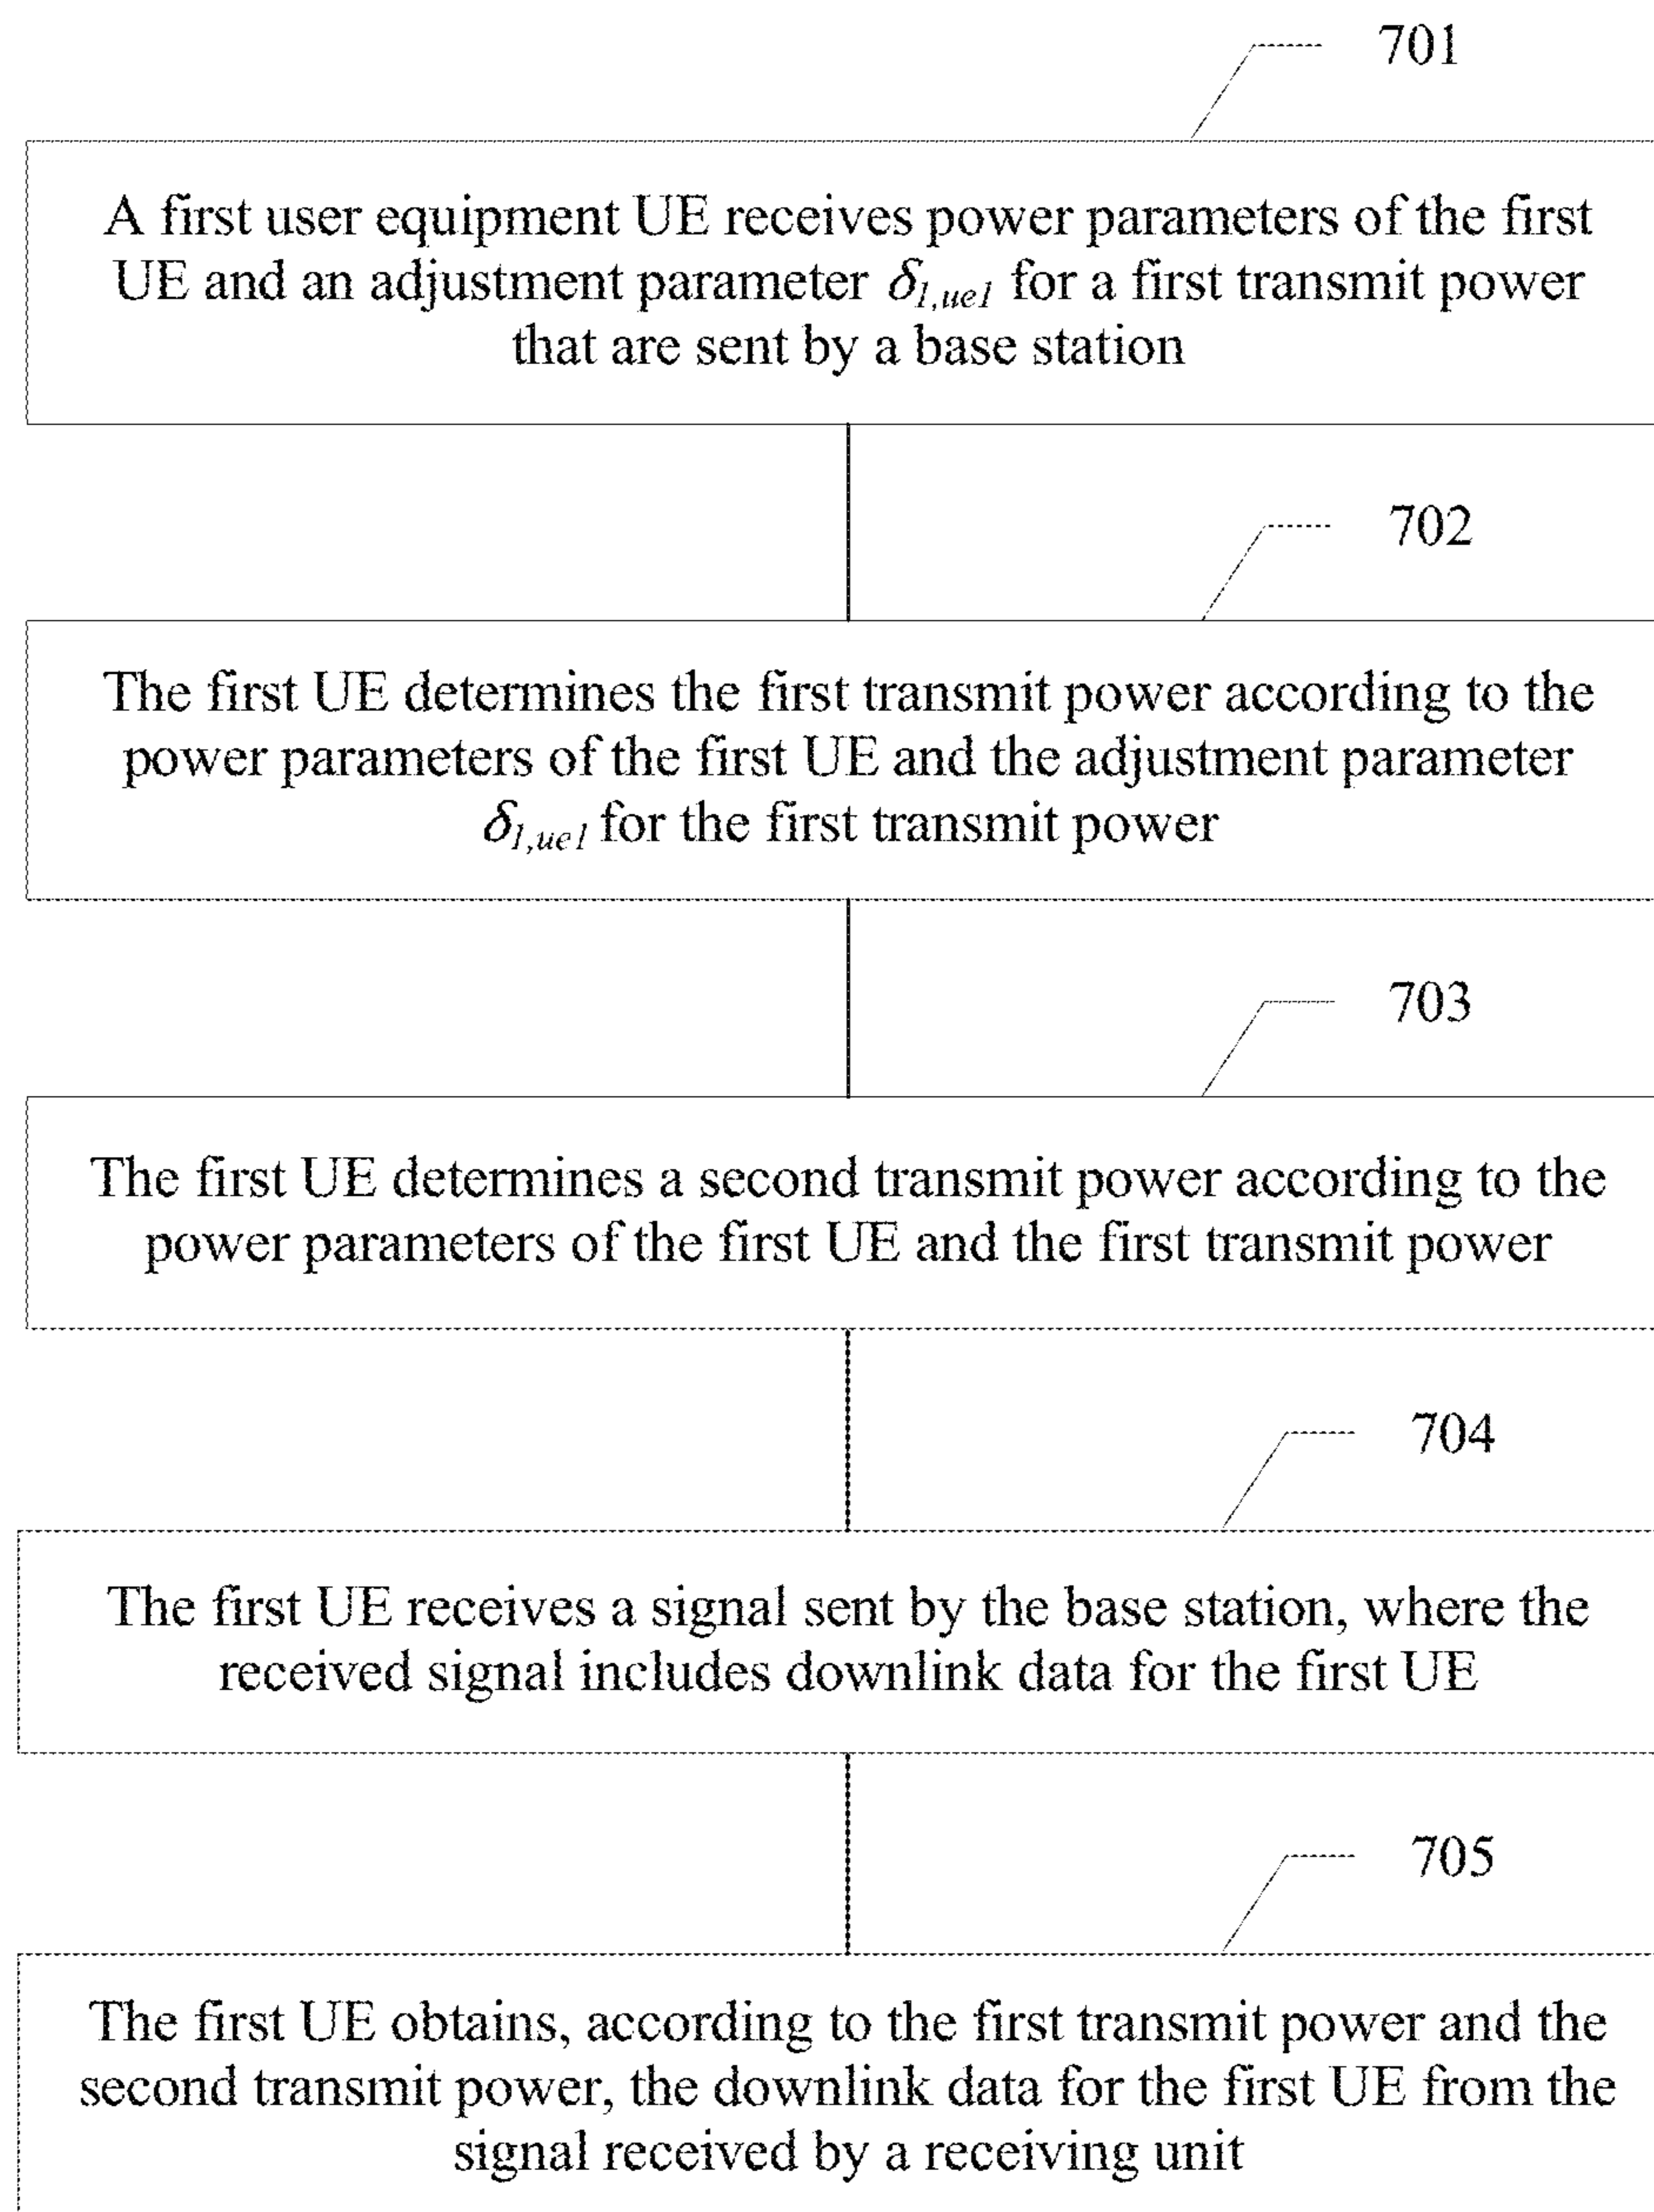 701
A first user equipment UE receives power parameters of the first
UE and an adjustment parameter δ1,ue1 for a first transmit power
that are sent by a base station
702
The first UE determines the first transmit power according to the
power parameters of the first UE and the adjustment parameter
δ1,ue1 for the first transmit power
703
The first UE determines a second transmit power according to the
power parameters of the first UE and the first transmit power
704
The first UE receives a signal sent by the base station, where the
received signal includes downlink data for the first UE
705
The first UE obtains, according to the first transmit power and the
second transmit power, the downlink data for the first UE from the
signal received by a receiving unit